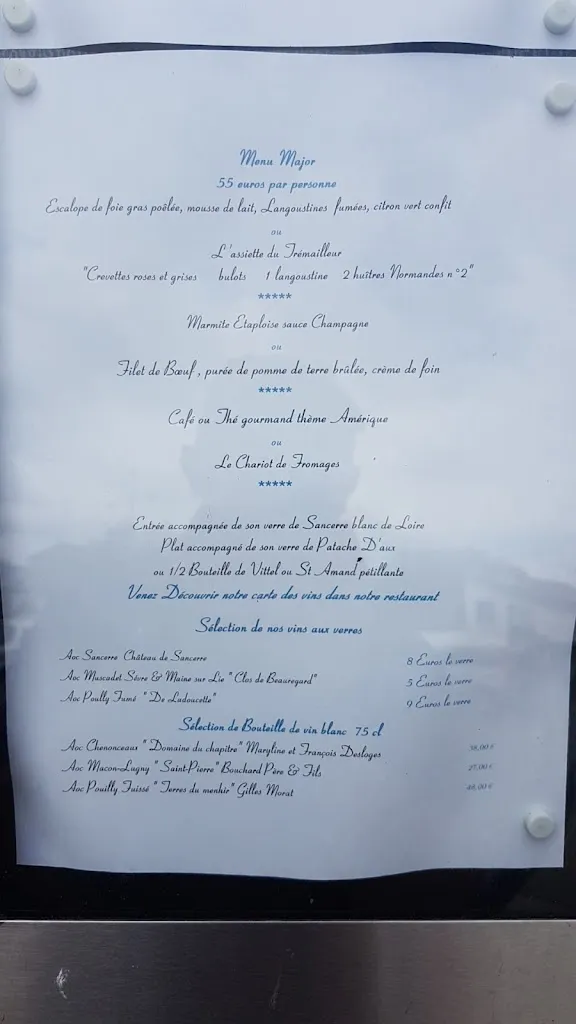 Menu Major
55 euros par personne
Escalope de foie gras poêlée, mousse de lait, Langoustines fumées, citron vert confit
ou
L'assiette du Trémailleur
"Crevettes roses et grises bulots 1 langoustine 2 huîtres Normandes n°2"
*****
Marmite Etaploise sauce Champagne
ou
Filet de Bœuf, purée de pomme de terre brûlée, crème de foin
*****
Café ou Thé gourmand thème Amérique
ou
Le Chariot de Fromages
*****
Entrée accompagnée de son verre de Sancerre blanc de Loire
Plat accompagné de son verre de Patache D'aux
ou 1/2 Bouteille de Vittel ou St Amand pétillante
Venez Découvrir notre carte des vins dans notre restaurant
Sélection de nos vins aux verres
Aoc Sancerre Château de Sancerre 8 Euros le verre
Aoc Muscadet Sèvre & Maine sur Lie "Clos de Beauregard" 5 Euros le verre
Aoc Pouilly Fumé "De Ladoucette" 9 Euros le verre
Sélection de Bouteille de vin blanc 75 cl
Aoc Chenonceaux "Domaine du chapitre" Maryline et François Desloges 38,00 €
Aoc Macon-Lugny "Saint-Pierre" Bouchard Père & Fils 27,00 €
Aoc Pouilly Fuissé "Terres du menhir" Gilles Morat